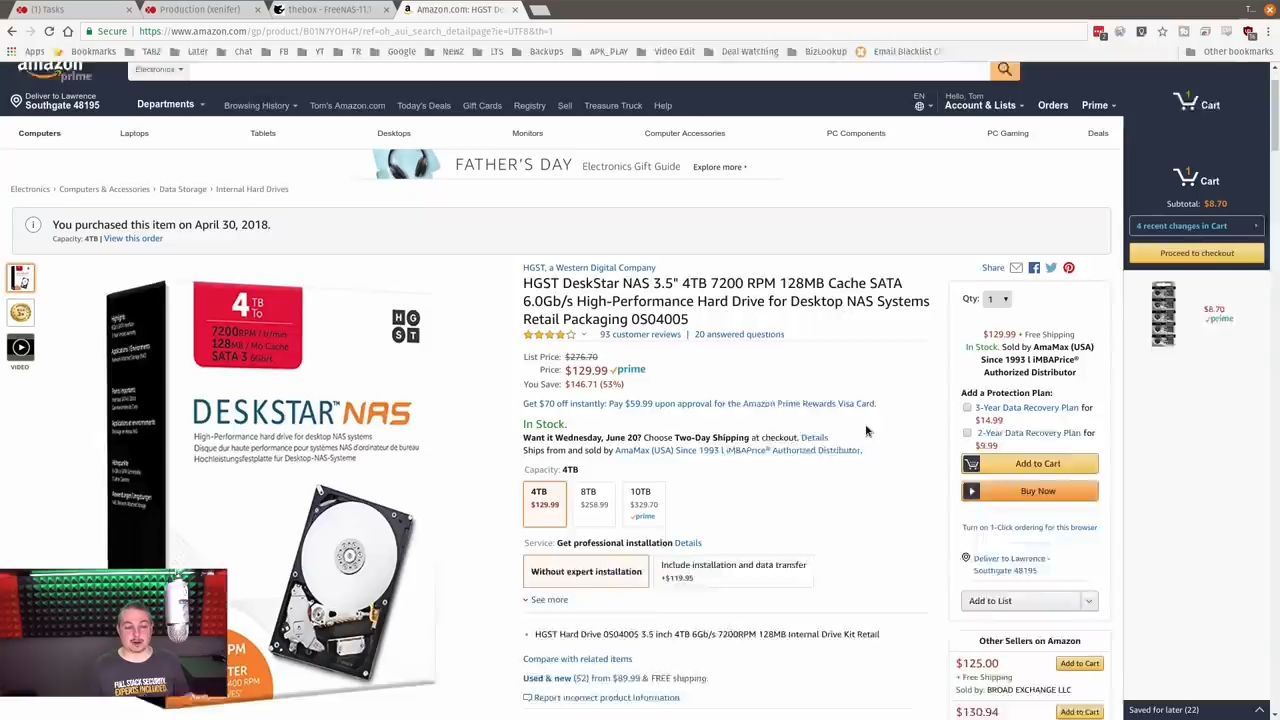 (1) Tasks
Production (xenifer)
thebox - FreeNAS-11.1
Amazon.com: HGST De
Secure
https://www.amazon.com/gp/product/B01N7YOH4P/ref=oh_aui_search_detailpage?ie=UTF8&th=1
Apps
Bookmarks
TABZ
Later
Chat
FB
YT
TR
Google
NewZ
LTS
Backups
APK_PLAY
Video Edit
Deal Watching
BizLookup
Email Blacklist
Other bookmarks
amazon
prime
Electronics
Deliver to Lawrence
Southgate 48195
Departments
Browsing History
Tom's Amazon.com
Today's Deals
Gift Cards
Registry
Sell
Treasure Truck
Help
EN
Hello, Tom
Account & Lists
Orders
Prime
1
Cart
Computers
Laptops
Tablets
Desktops
Monitors
Computer Accessories
PC Components
PC Gaming
Deals
FATHER'S DAY Electronics Gift Guide Explore more
1
Cart
Subtotal: $8.70
4 recent changes in Cart
Proceed to checkout
$8.70
prime
Electronics › Computers & Accessories › Data Storage › Internal Hard Drives
You purchased this item on April 30, 2018.
Capacity: 4TB | View this order
VIDEO
4
TB
To
7200RPM/tr/min
128MB/Mo Cache
SATA 3 6Gb/s
HG
ST
DESKSTAR NAS
High-Performance hard drive for desktop NAS Systems
Disque dur haute performance pour systèmes NAS d'ordinateur de bureau
Hochleistungsfestplatte für Desktop-NAS-Systeme
HGST, a Western Digital Company
HGST DeskStar NAS 3.5" 4TB 7200 RPM 128MB Cache SATA
6.0Gb/s High-Performance Hard Drive for Desktop NAS Systems
Retail Packaging 0S04005
93 customer reviews | 20 answered questions
List Price: $276.70
Price: $129.99 prime
You Save: $146.71 (53%)
Get $70 off instantly: Pay $59.99 upon approval for the Amazon Prime Rewards Visa Card.
In Stock.
Want it Wednesday, June 20? Choose Two-Day Shipping at checkout. Details
Ships from and sold by AmaMax (USA) Since 1993 l iMBAPrice® Authorized Distributor.
Capacity: 4TB
4TB
$129.99
8TB
$258.99
10TB
$329.70
prime
Service: Get professional installation Details
Without expert installation
Include installation and data transfer
+$119.95
See more
• HGST Hard Drive 0S04005 3.5 inch 4TB 6Gb/s 7200RPM 128MB Internal Drive Kit Retail
Compare with related items
Used & new (52) from $89.99 & FREE shipping.
Report incorrect product information
Share
Qty: 1
$129.99 + Free Shipping
In Stock. Sold by AmaMax (USA)
Since 1993 l iMBAPrice®
Authorized Distributor
Add a Protection Plan:
3-Year Data Recovery Plan for
$14.99
2-Year Data Recovery Plan for
$9.99
Add to Cart
Buy Now
Turn on 1-Click ordering for this browser
Deliver to Lawrence -
Southgate 48195
Add to List
Other Sellers on Amazon
$125.00
Add to Cart
+ Free Shipping
Sold by: BROAD EXCHANGE LLC
$130.94
Add to Cart
Saved for later (22)
FULL STACK SECURITY
EXPERTS INCLUDED.